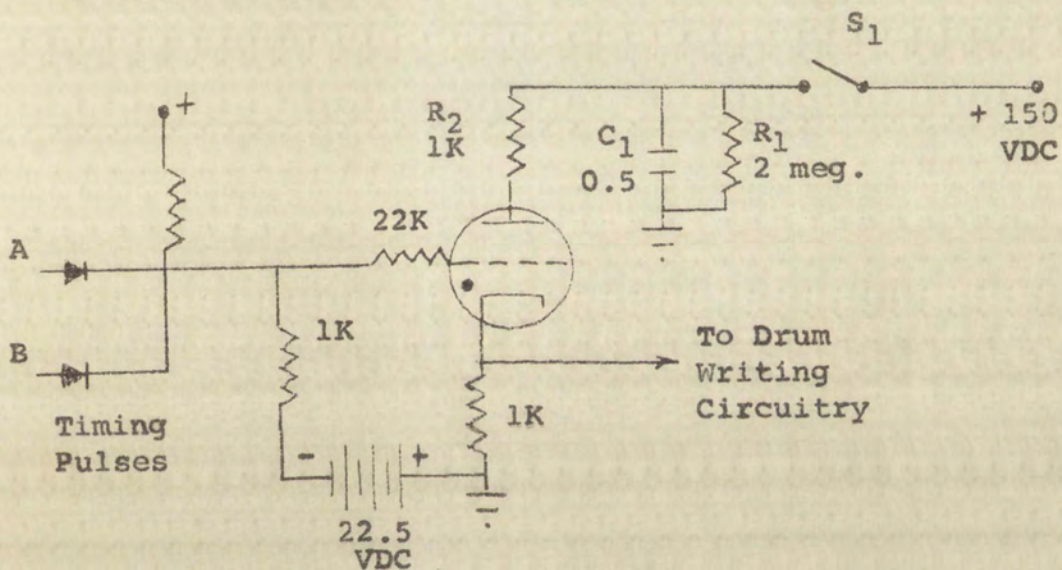 S1
+
R2
1K
C1
0.5
R1
2 meg.
+ 150
VDC
22K
A
1K
B
To Drum
Writing
Circuitry
1K
Timing
Pulses
- +
22.5
VDC